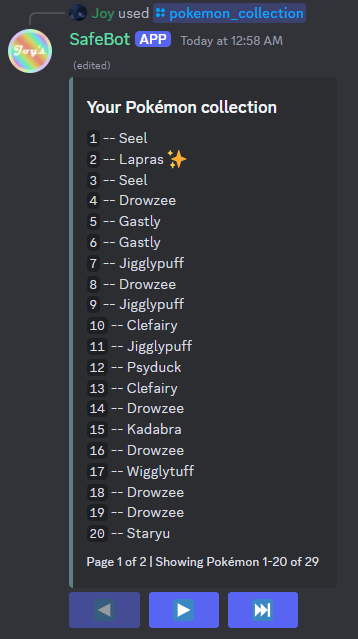 Joy used pokemon_collection
Joy's
SafeBot APP Today at 12:58 AM
(edited)
Your Pokémon collection
1 -- Seel
2 -- Lapras ✨
3 -- Seel
4 -- Drowzee
5 -- Gastly
6 -- Gastly
7 -- Jigglypuff
8 -- Drowzee
9 -- Jigglypuff
10 -- Clefairy
11 -- Jigglypuff
12 -- Psyduck
13 -- Clefairy
14 -- Drowzee
15 -- Kadabra
16 -- Drowzee
17 -- Wigglytuff
18 -- Drowzee
19 -- Drowzee
20 -- Staryu
Page 1 of 2 | Showing Pokémon 1-20 of 29